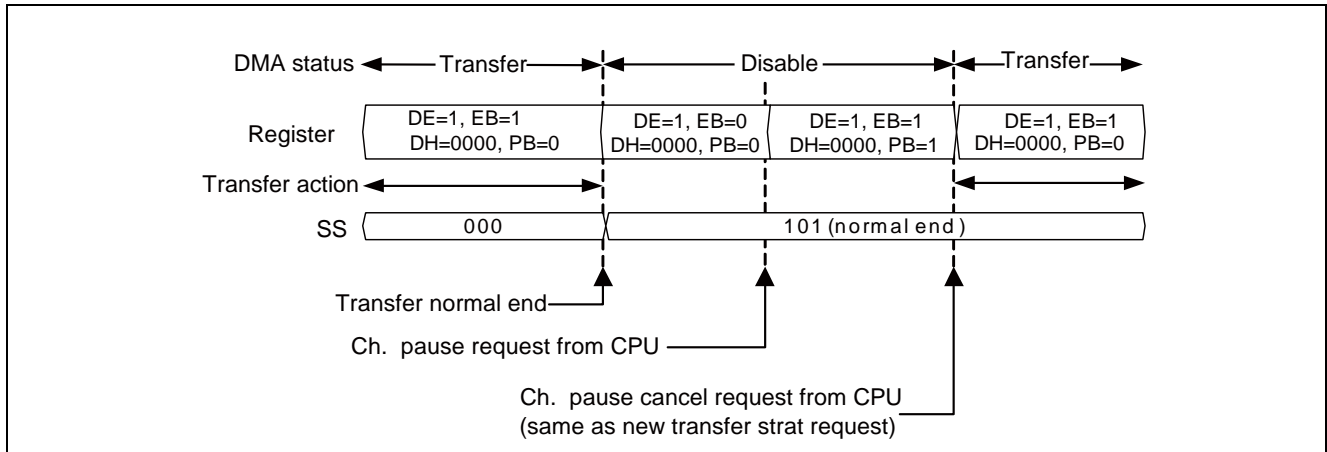 DMA status Transfer Disable Transfer
Register DE=1, EB=1 DE=1, EB=0 DE=1, EB=1 DE=1, EB=1
DH=0000, PB=0 DH=0000, PB=0 DH=0000, PB=1 DH=0000, PB=0
Transfer action
SS 000 101 (normal end)
Transfer normal end
Ch. pause request from CPU
Ch. pause cancel request from CPU
(same as new transfer strat request)